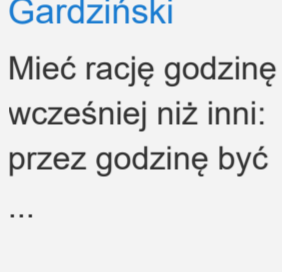 Gardziński
Mieć rację godzinę
wcześniej niż inni:
przez godzinę być
...